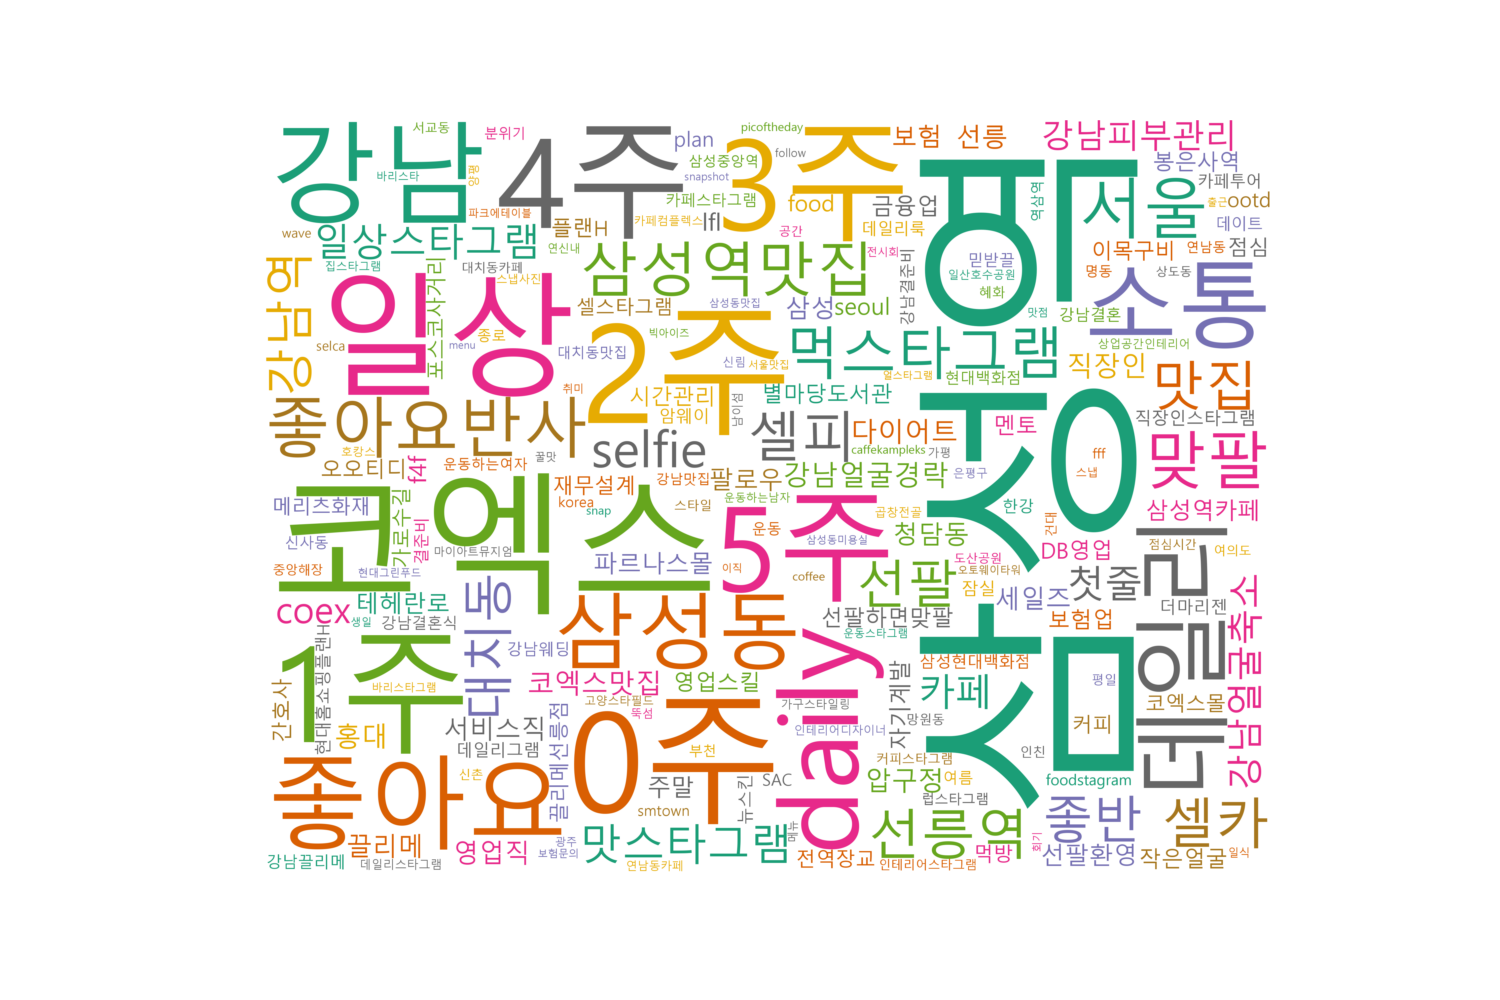 강남
서교동
분위기
4주
plan
picoftheday
3주
보험
선릉
강남피부관리
바리스타
양평
삼성중앙역
follow
snapshot
봉은사역
카페투어
wave
파크에테이블
플랜H
카페스타그램
lfl
카페컴플렉스
food
금융업
데일리룩
역삼역
서울
출근
ootd
데이트
일상스타그램
연신내
공간
전시회
삼성역
믿받끌
이목구비
연남동
점심
강남역
집스타그램
포스코사거리
대치동카페
스냅사진
삼성역맛집
일산호수공원
명동
상도동
혜화
소통
일상
셀스타그램
삼성동맛집
삼성
seoul
강남결준비
맛점
강남결혼
selca
종로
menu
대치동맛집
2주
빅아이즈
신림
서울맛집
먹스타그램
상업공간인테리어
취미
시간관리
암웨이
남이섬
별마당도서관
얼스타그램
현대백화점
직장인
맛집
좋아요반사
호캉스
꿀맛
selfie
셀피
다이어트
caffekampleks
가평
멘토
직장인스타그램
오오티디
f4f
운동하는여자
재무설계
강남맛집
팔로우
강남얼굴경락
은평구
fff
스냅
맞팔
메리츠화재
가로수길
korea
snap
스타일
운동하는남자
곱창전골
한강
삼성역카페
코엑스
신사동
결준비
마이아트뮤지엄
5주
운동
삼성동미용실
청담동
건대
점심시간
여의도
중앙해장
현대그린푸드
파르나스몰
이직
coffee
선팔
도산공원
오토웨이타워
DB영업
데일리
coex
생일
테헤란로
강남결혼식
대치동
삼성동
선팔하면맞팔
운동스타그램
잠실
세일즈
첫줄
보험업
더마리젠
강남얼굴축소
1주
현대홈쇼핑플랜H
강남웨딩
바리스타그램
코엑스맛집
영업스킬
daily
자기계발
삼성현대백화점
카페
심
평일
코엑스몰
간호사
홍대
서비스직
데일리그램
끌리메선릉점
고양스타필드
뚝섬
0주
가구스타일링
인테리어디자이너
망원동
커피
좋아요
신촌
부천
주말
smtown
뉴스킨
SAC
커피스타그램
압구정
여름
럽스타그램
인친
foodstagram
끌리메
영업직
광주
보험문의
맛스타그램
메뉴
선릉역
먹방
회기
종반
셀카
강남끌리메
데일리스타그램
연남동카페
전역장교
인테리어스타그램
선팔환영
작은얼굴
일식